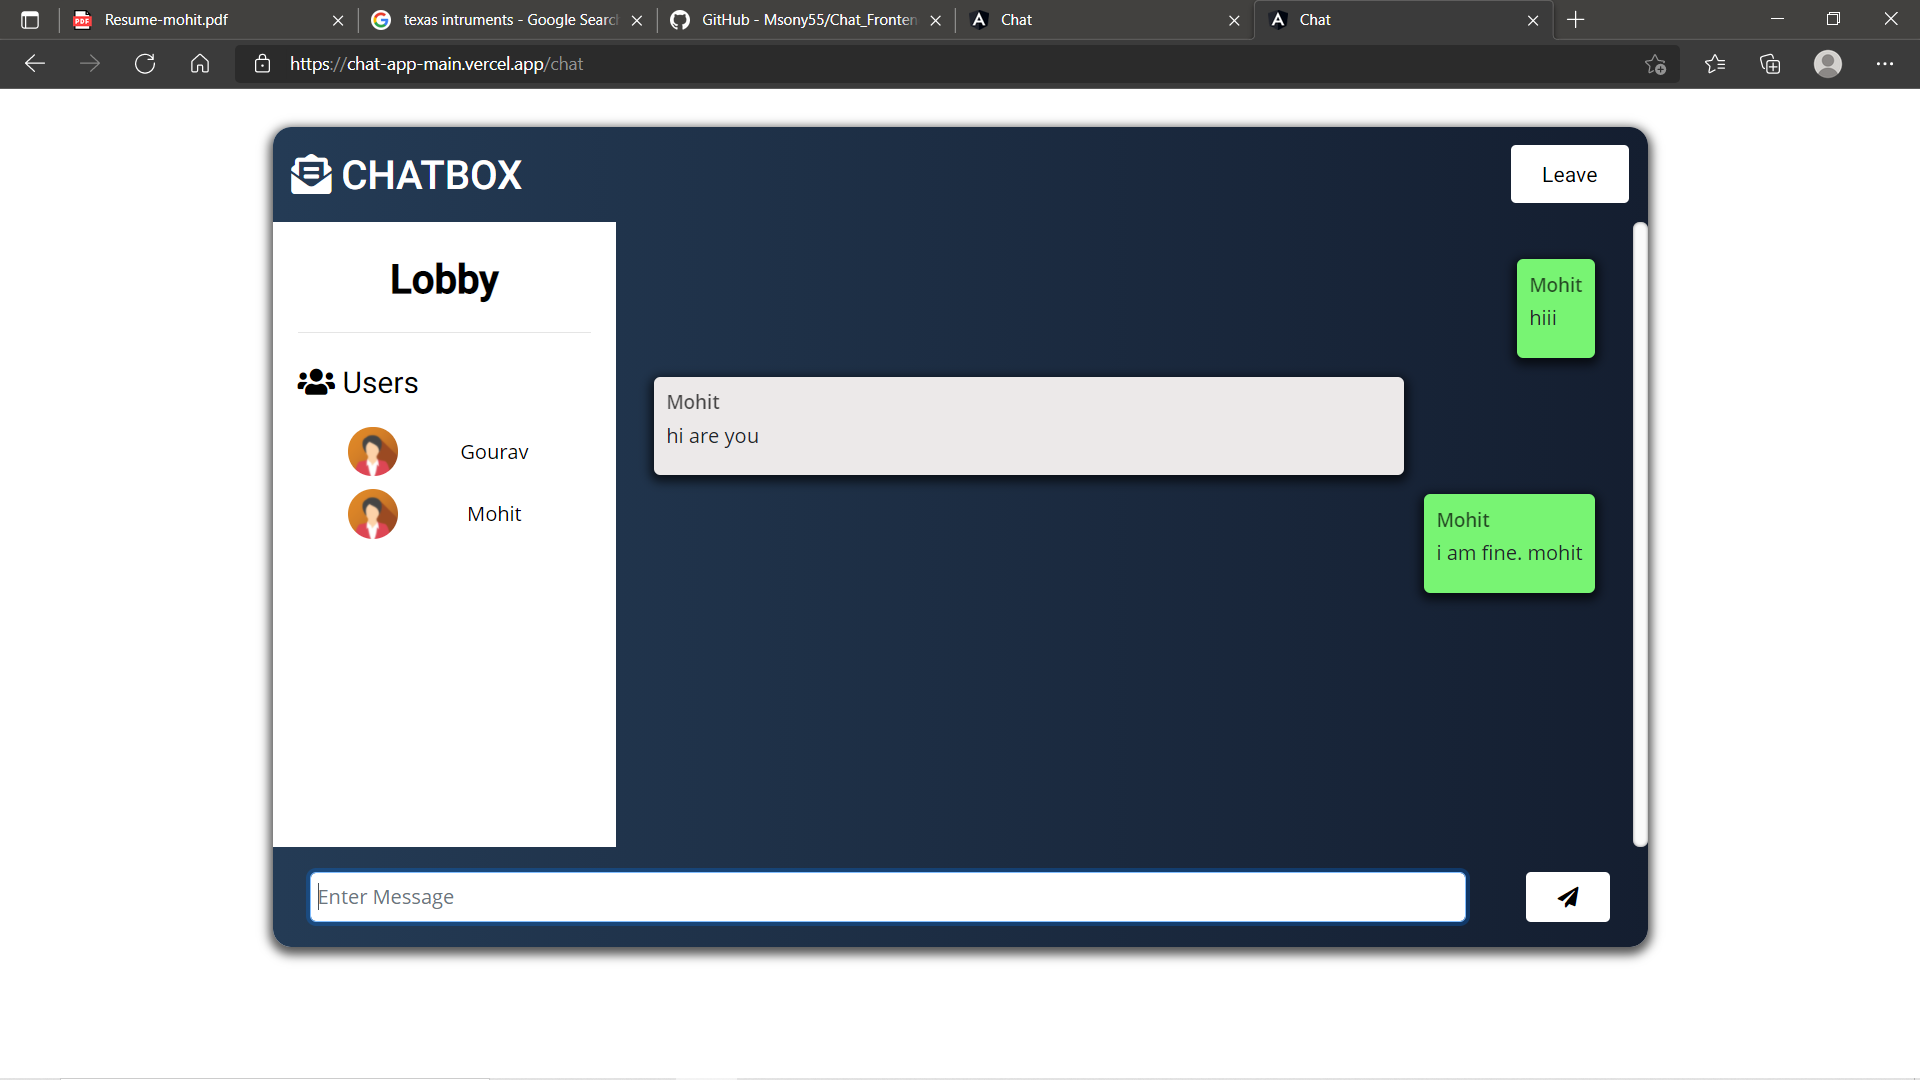 Resume-mohit.pdf
texas intruments - Google Searc
GitHub - Msony55/Chat_Fronten
Chat
Chat
https://chat-app-main.vercel.app/chat
CHATBOX
Leave
Lobby
Users
Gourav
Mohit
Mohit
hiii
Mohit
hi are you
Mohit
i am fine. mohit
Enter Message